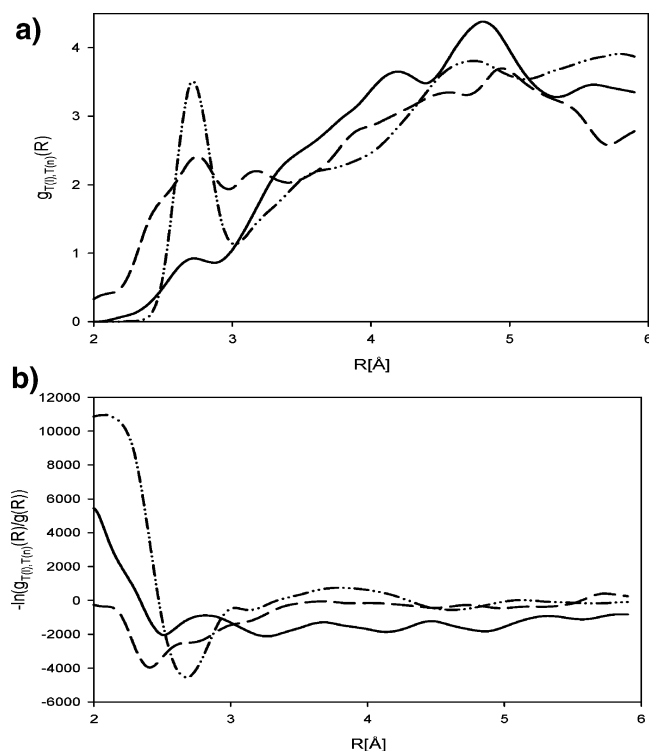 a)
4
3
2
1
0
g_T(l),T(n)(R)
2 3 4 5 6
R[Å]
b)
12000
10000
8000
6000
4000
2000
0
-2000
-4000
-6000
-ln(g_T(l),T(n)(R)/g(R))
2 3 4 5 6
R[Å]